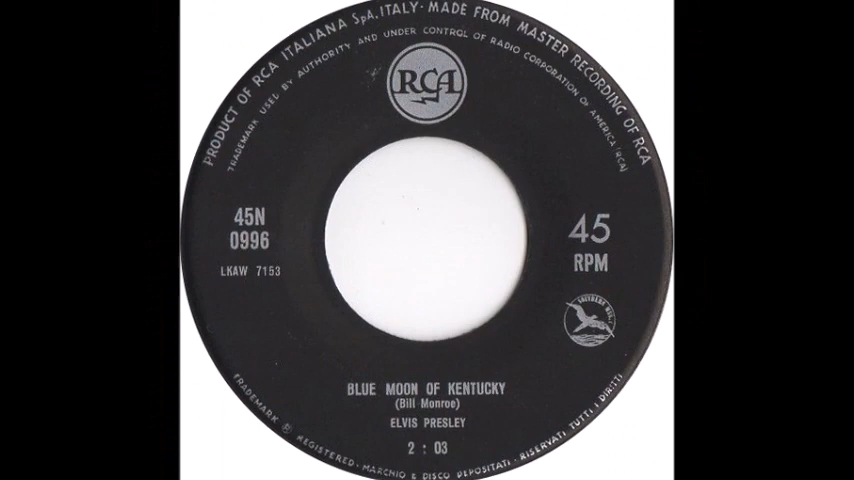 PRODUCT OF RCA ITALIANA SpA, ITALY · MADE FROM MASTER RECORDING OF RCA
TRADEMARK USED BY AUTHORITY AND UNDER CONTROL OF RADIO CORPORATION OF AMERICA (RCA)
RCA
45N
0996
LKAW 7153
45
RPM
BLUE MOON OF KENTUCKY
(Bill Monroe)
ELVIS PRESLEY
2 : 03
TRADEMARK ® REGISTERED · MARCHIO E DISCO DEPOSITATI · RISERVATI TUTTI I DIRITTI